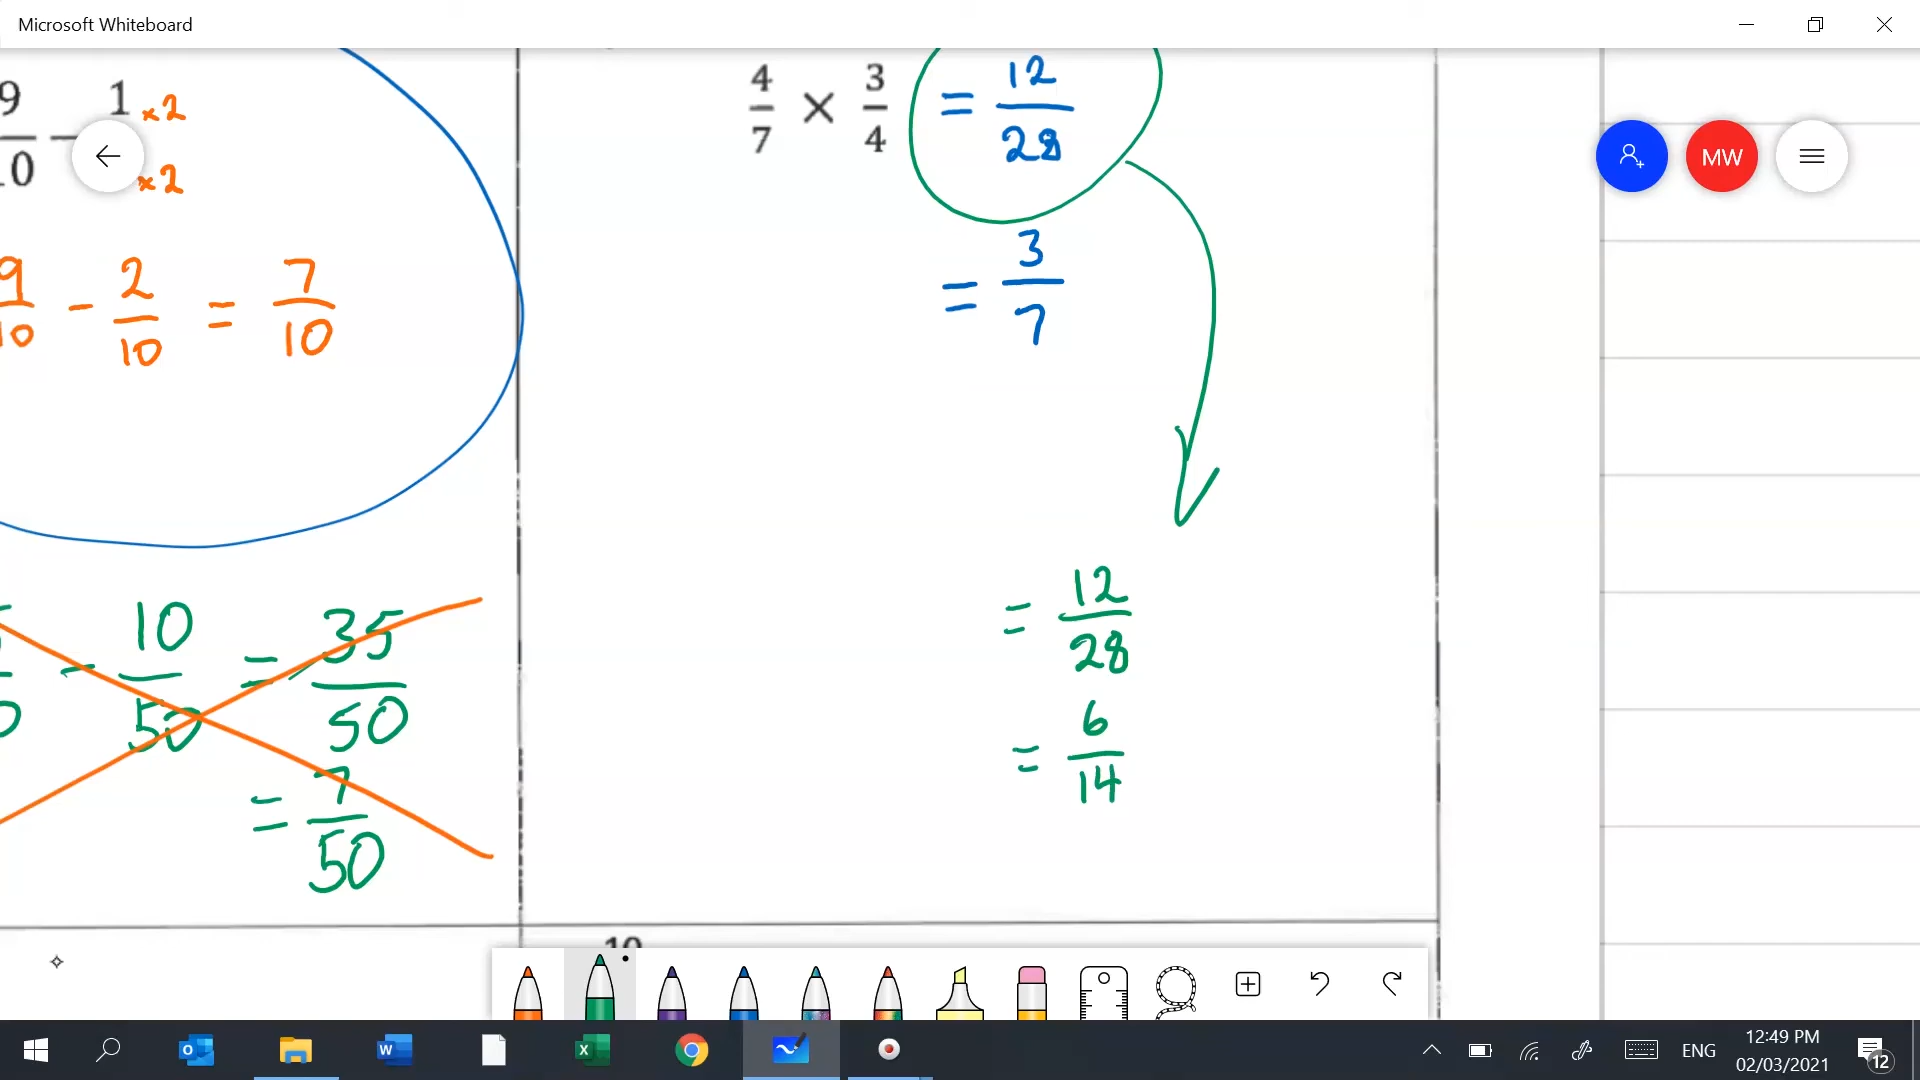 Microsoft Whiteboard
9/10 - 1 ×2
×2
9/10 - 2/10 = 7/10
- 10/50 = 35/50
= 7/50
4/7 × 3/4 = 12/28
= 3/7
= 12/28
= 6/14
MW
10
W
X
ENG
12:49 PM
02/03/2021
12